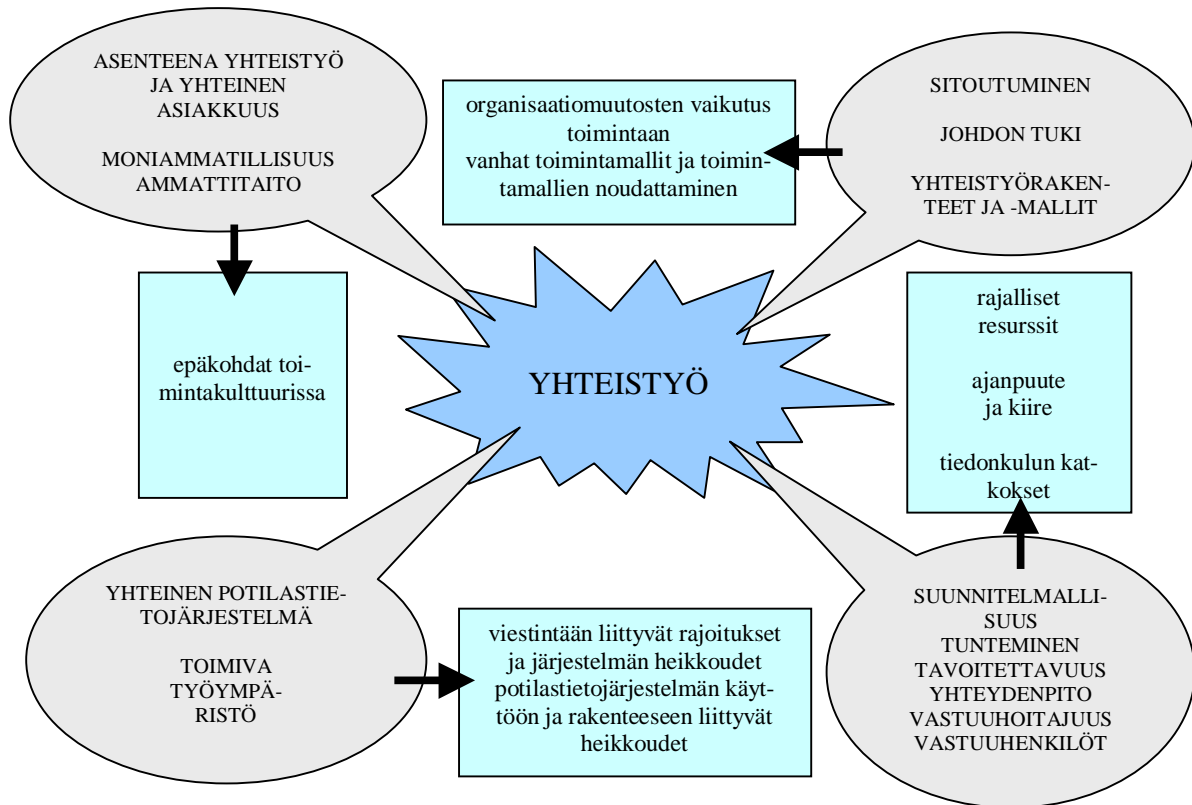 ASENTEENA YHTEISTYÖ
JA YHTEINEN
ASIAKKUUS
MONIAMMATILLISUUS
AMMATTITAITO
organisaatiomuutosten vaikutus
toimintaan
vanhat toimintamallit ja toimin-
tamallien noudattaminen
SITOUTUMINEN
JOHDON TUKI
YHTEISTYÖRAKEN-
TEET JA -MALLIT
epäkohdat toi-
mintakulttuurissa
YHTEISTYÖ
rajalliset
resurssit
ajanpuute
ja kiire
tiedonkulun kat-
kokset
YHTEINEN POTILASTIE-
TOJÄRJESTELMÄ
TOIMIVA
TYÖYMPÄ-
RISTÖ
viestintään liittyvät rajoitukset
ja järjestelmän heikkoudet
potilastietojärjestelmän käyt-
töön ja rakenteeseen liittyvät
heikkoudet
SUUNNITELMALLI-
SUUS
TUNTEMINEN
TAVOITETTAVUUS
YHTEYDENPITO
VASTUUHOITAJUUS
VASTUUHENKILÖT